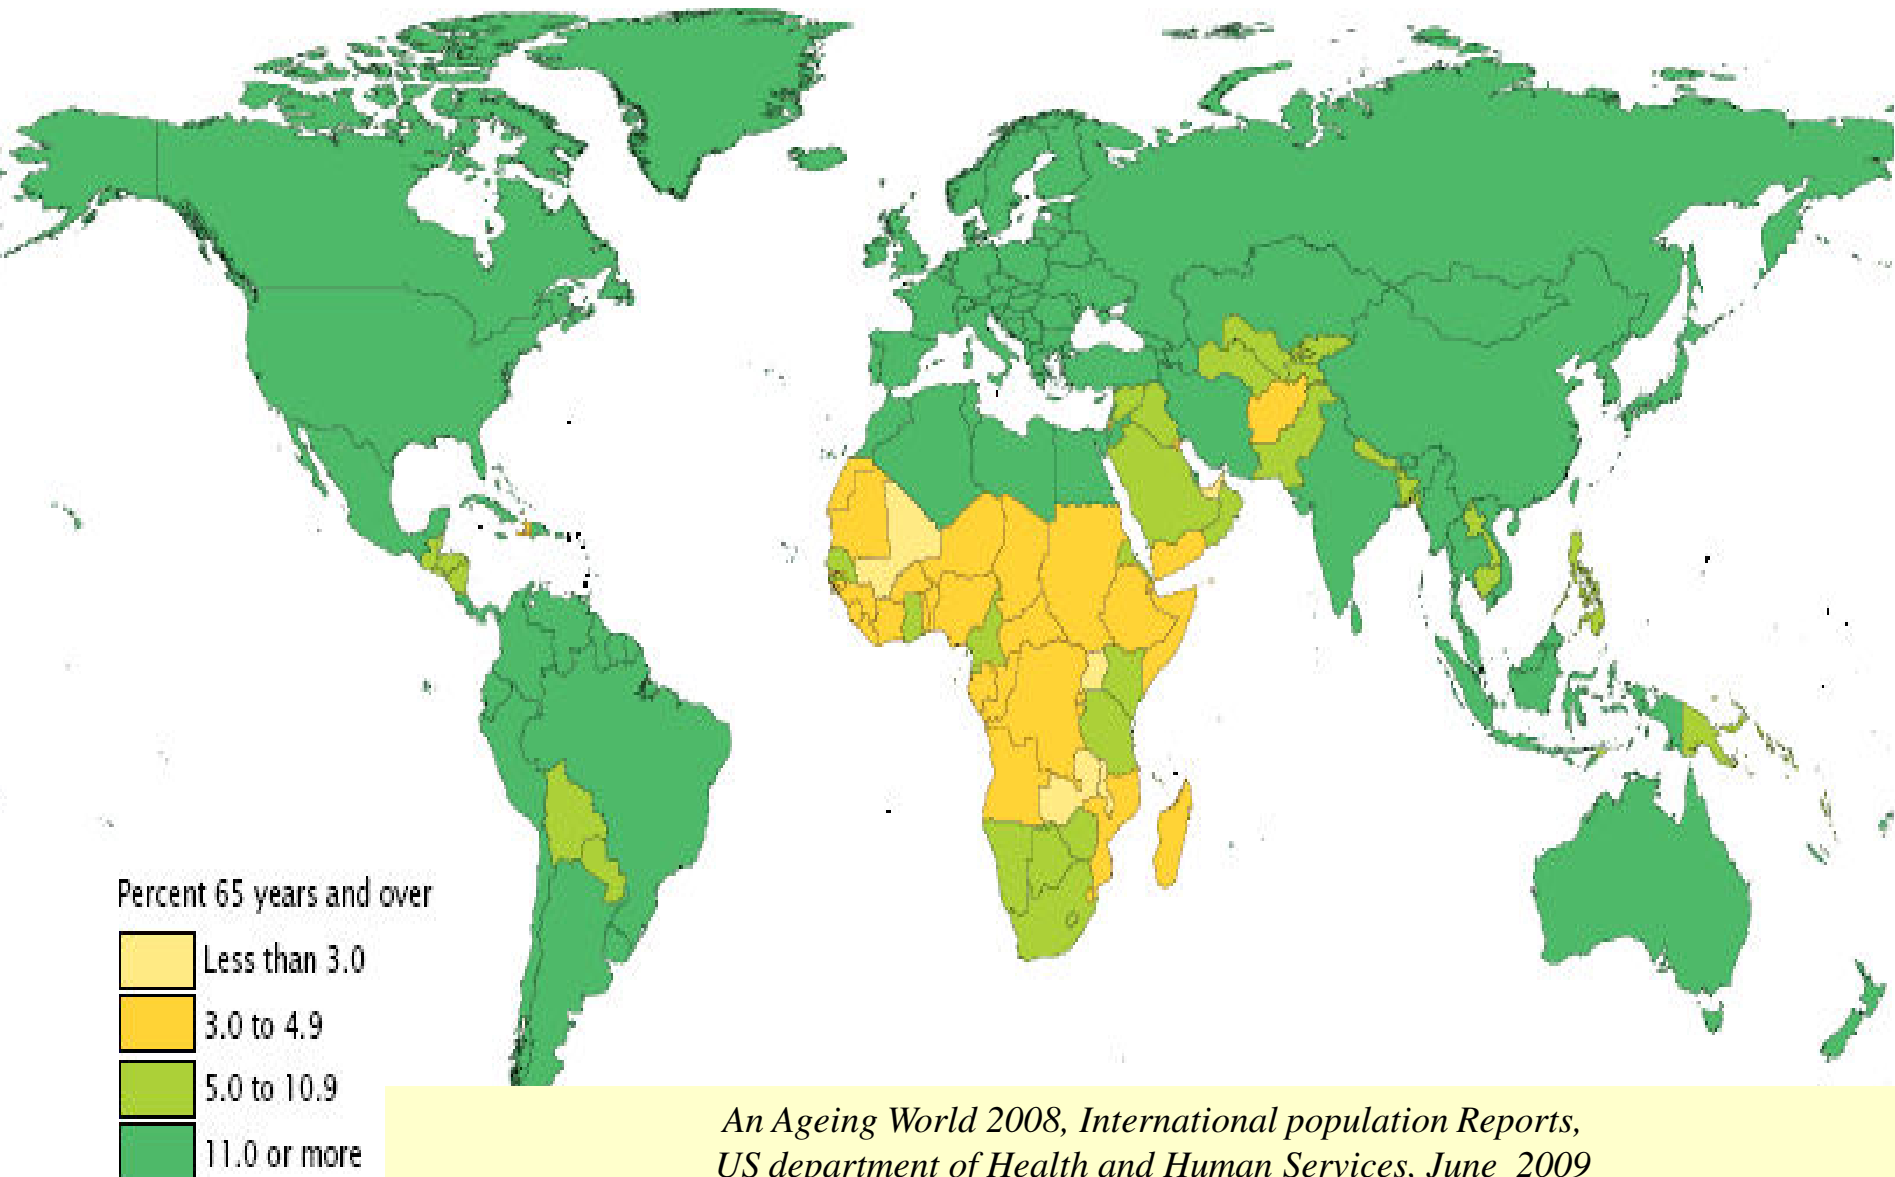 Percent 65 years and over
Less than 3.0
3.0 to 4.9
5.0 to 10.9
11.0 or more
An Ageing World 2008, International population Reports,
US department of Health and Human Services, June 2009